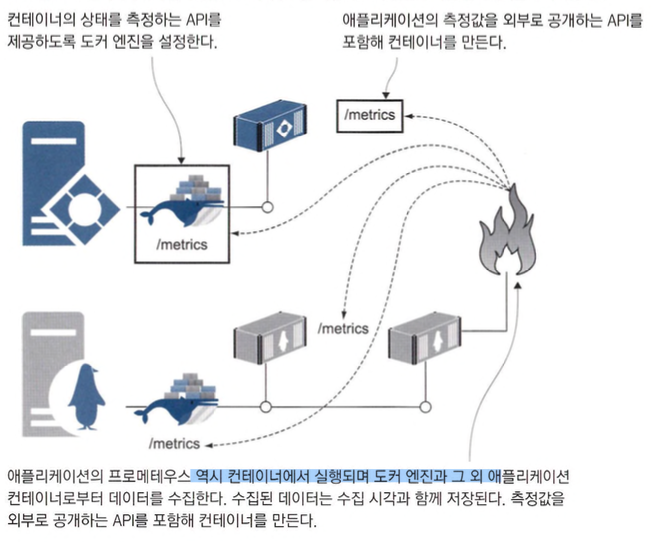 컨테이너의 상태를 측정하는 API를
제공하도록 도커 엔진을 설정한다.
애플리케이션의 측정값을 외부로 공개하는 API를
포함해 컨테이너를 만든다.
/metrics
/metrics
/metrics
/metrics
애플리케이션의 프로메테우스 역시 컨테이너에서 실행되며 도커 엔진과 그 외 애플리케이션
컨테이너로부터 데이터를 수집한다. 수집된 데이터는 수집 시각과 함께 저장된다. 측정값을
외부로 공개하는 API를 포함해 컨테이너를 만든다.